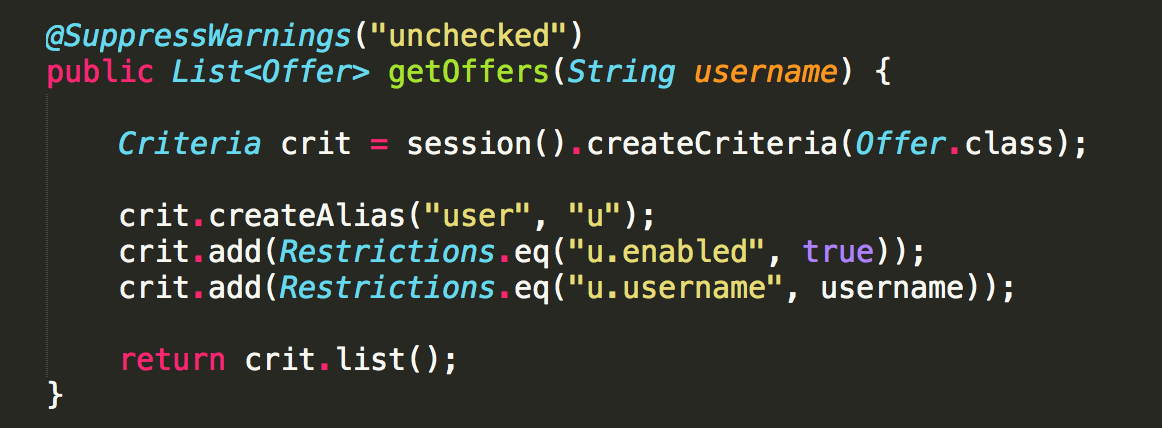 @SuppressWarnings("unchecked")
public List<Offer> getOffers(String username) {
Criteria crit = session().createCriteria(Offer.class);
crit.createAlias("user", "u");
crit.add(Restrictions.eq("u.enabled", true));
crit.add(Restrictions.eq("u.username", username));
return crit.list();
}